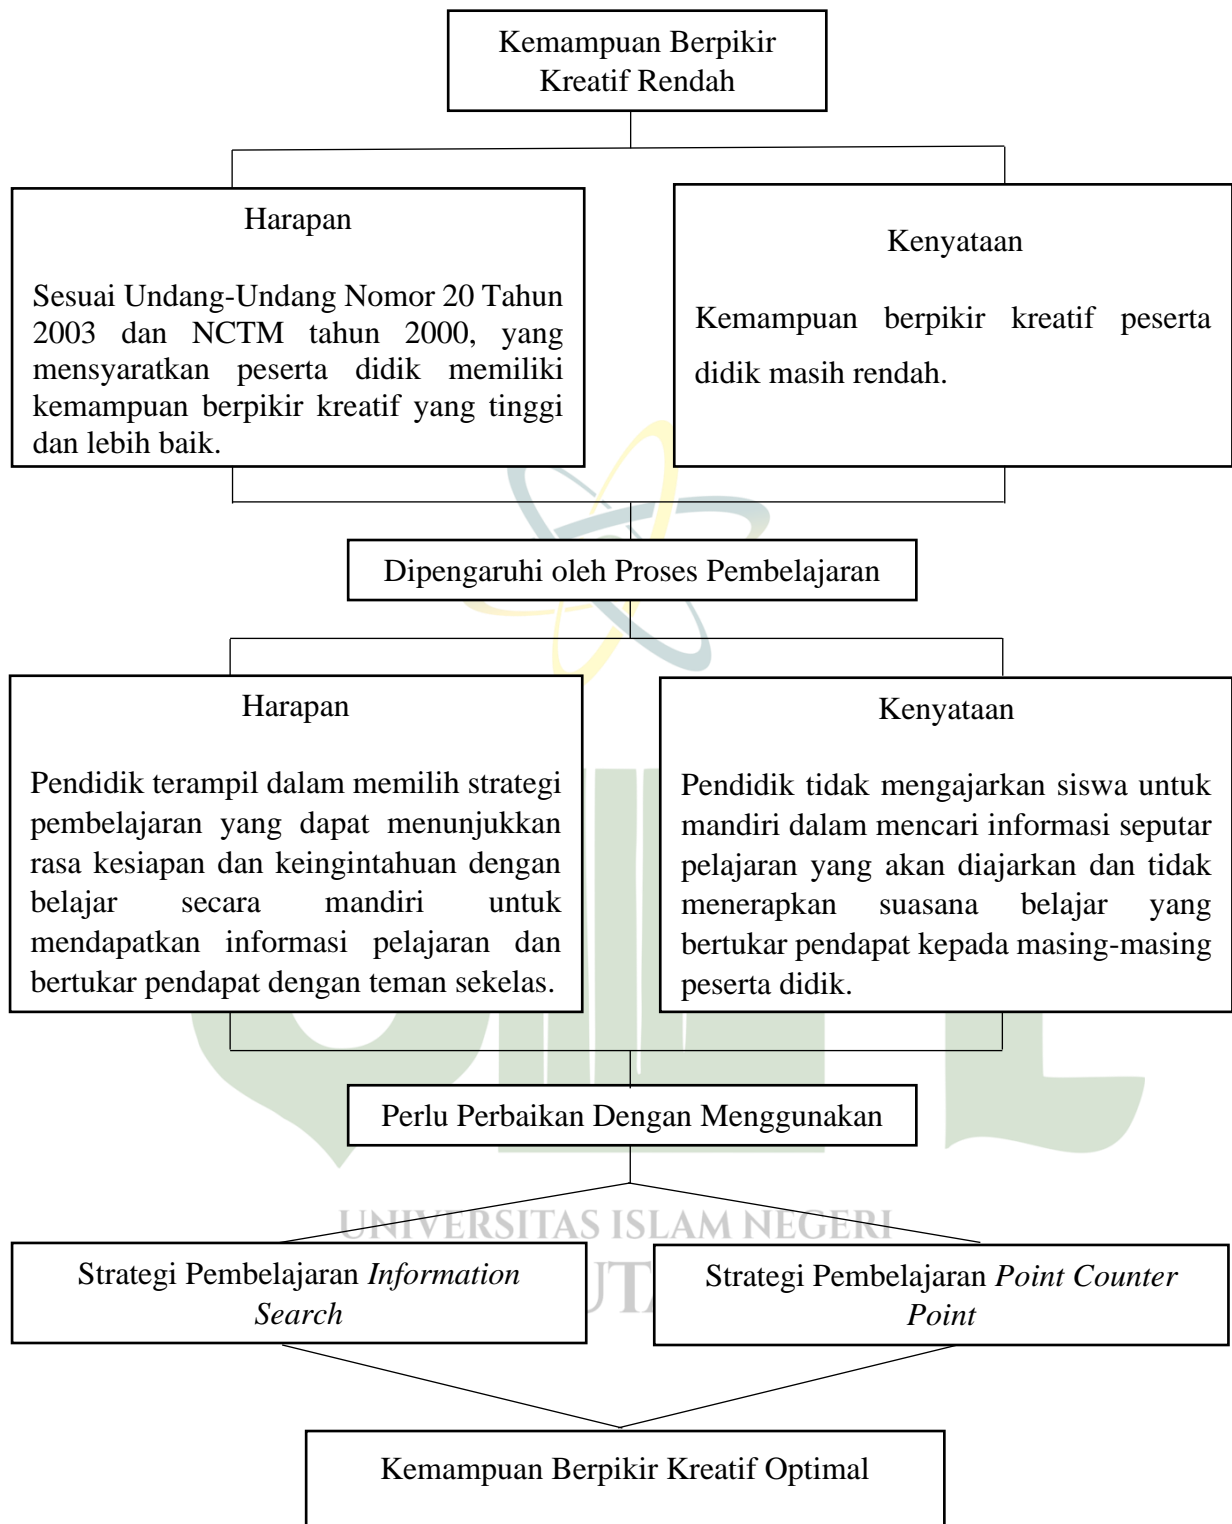 Kemampuan Berpikir
Kreatif Rendah
Harapan
Sesuai Undang-Undang Nomor 20 Tahun
2003 dan NCTM tahun 2000, yang
mensyaratkan peserta didik memiliki
kemampuan berpikir kreatif yang tinggi
dan lebih baik.
Kenyataan
Kemampuan berpikir kreatif peserta
didik masih rendah.
Dipengaruhi oleh Proses Pembelajaran
Harapan
Pendidik terampil dalam memilih strategi
pembelajaran yang dapat menunjukkan
rasa kesiapan dan keingintahuan dengan
belajar secara mandiri untuk
mendapatkan informasi pelajaran dan
bertukar pendapat dengan teman sekelas.
Kenyataan
Pendidik tidak mengajarkan siswa untuk
mandiri dalam mencari informasi seputar
pelajaran yang akan diajarkan dan tidak
menerapkan suasana belajar yang
bertukar pendapat kepada masing-masing
peserta didik.
Perlu Perbaikan Dengan Menggunakan
UNIVERSITAS ISLAM NEGERI
Strategi Pembelajaran Information
Search
Strategi Pembelajaran Point Counter
Point
Kemampuan Berpikir Kreatif Optimal